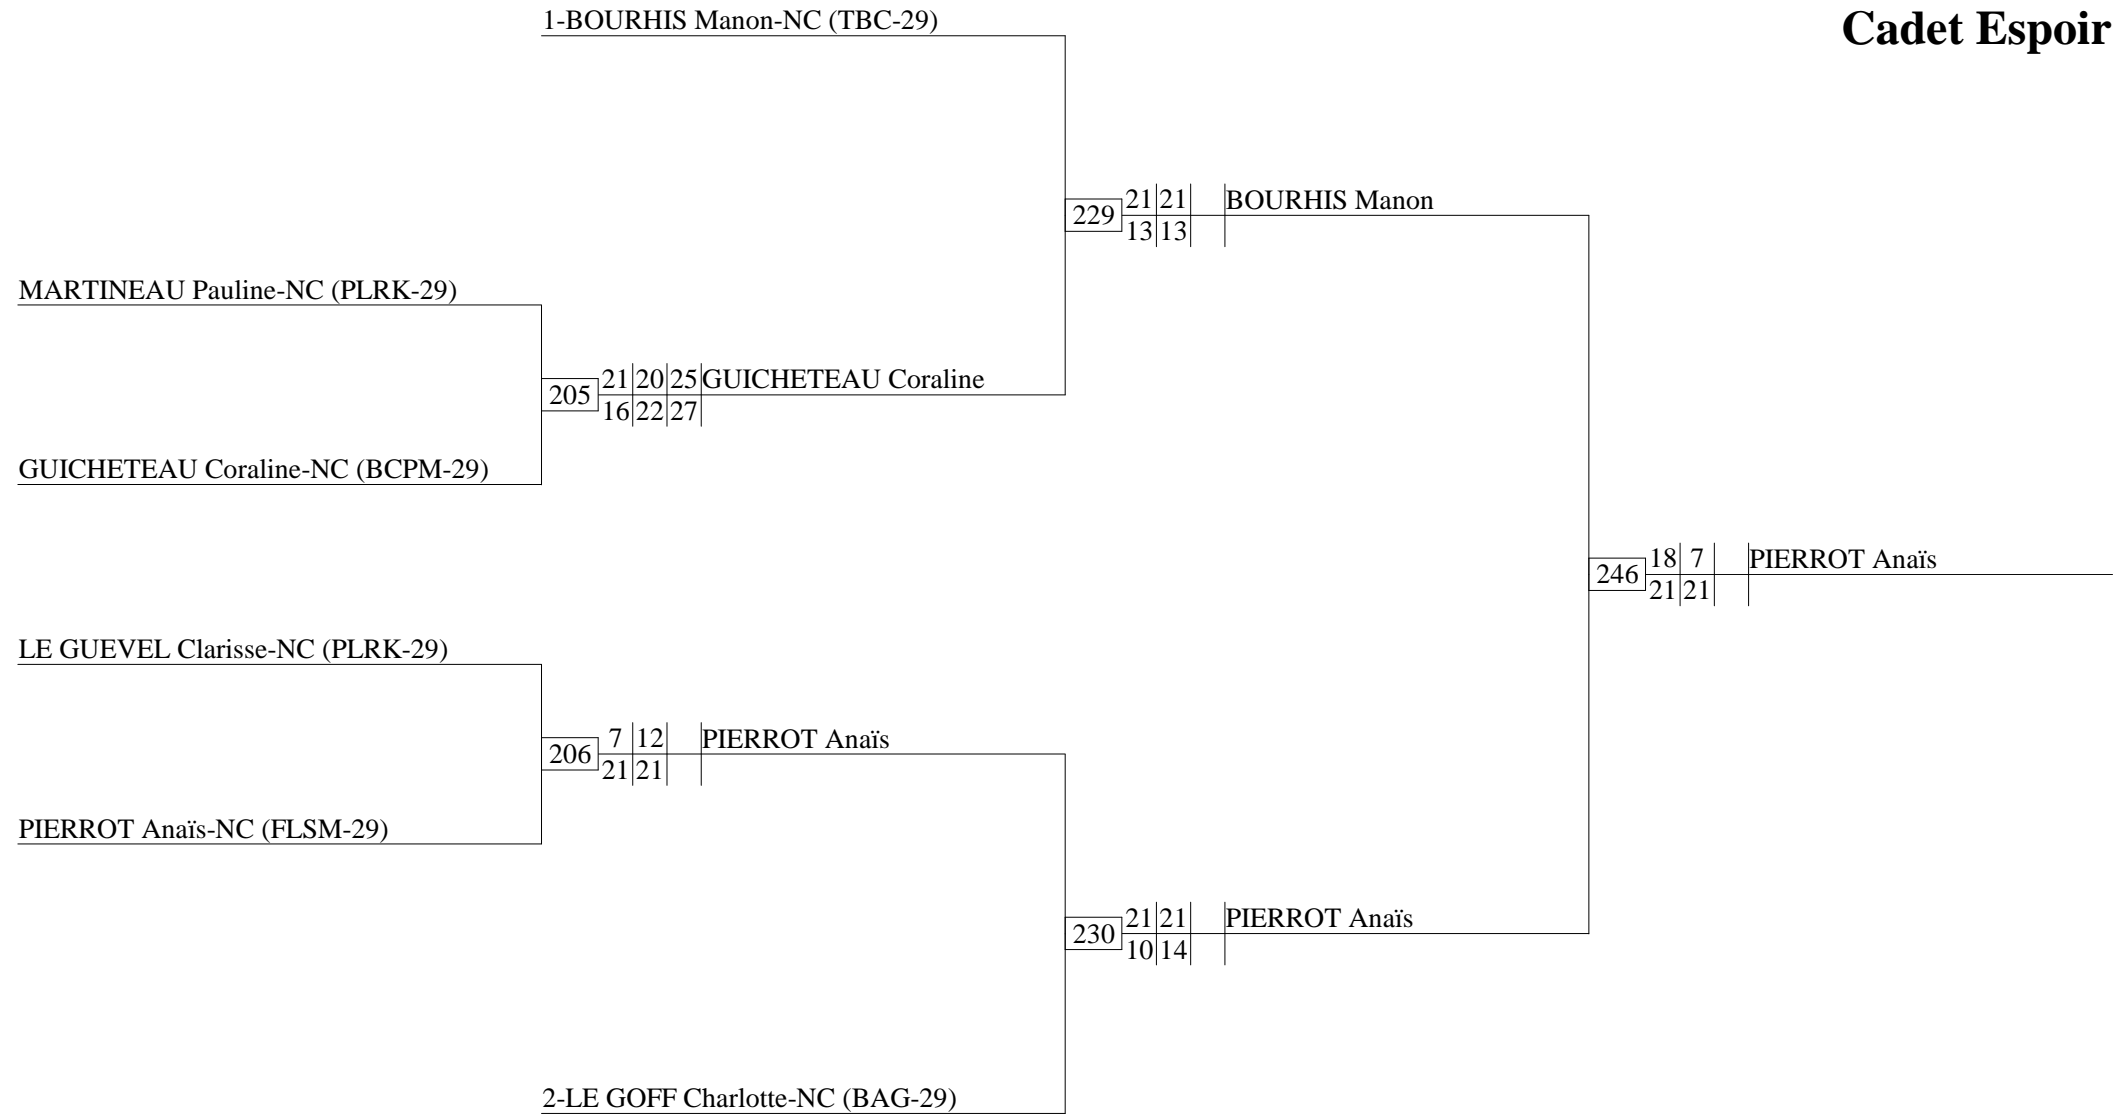 1-BOURHIS Manon-NC (TBC-29)
Cadet Espoir
21 21 BOURHIS Manon
229
13 13
MARTINEAU Pauline-NC (PLRK-29)
21 20 25 GUICHETEAU Coraline
205
16 22 27
GUICHETEAU Coraline-NC (BCPM-29)
18 7 PIERROT Anaïs
246
21 21
LE GUEVEL Clarisse-NC (PLRK-29)
7 12 PIERROT Anaïs
206
21 21
PIERROT Anaïs-NC (FLSM-29)
21 21 PIERROT Anaïs
230
10 14
2-LE GOFF Charlotte-NC (BAG-29)